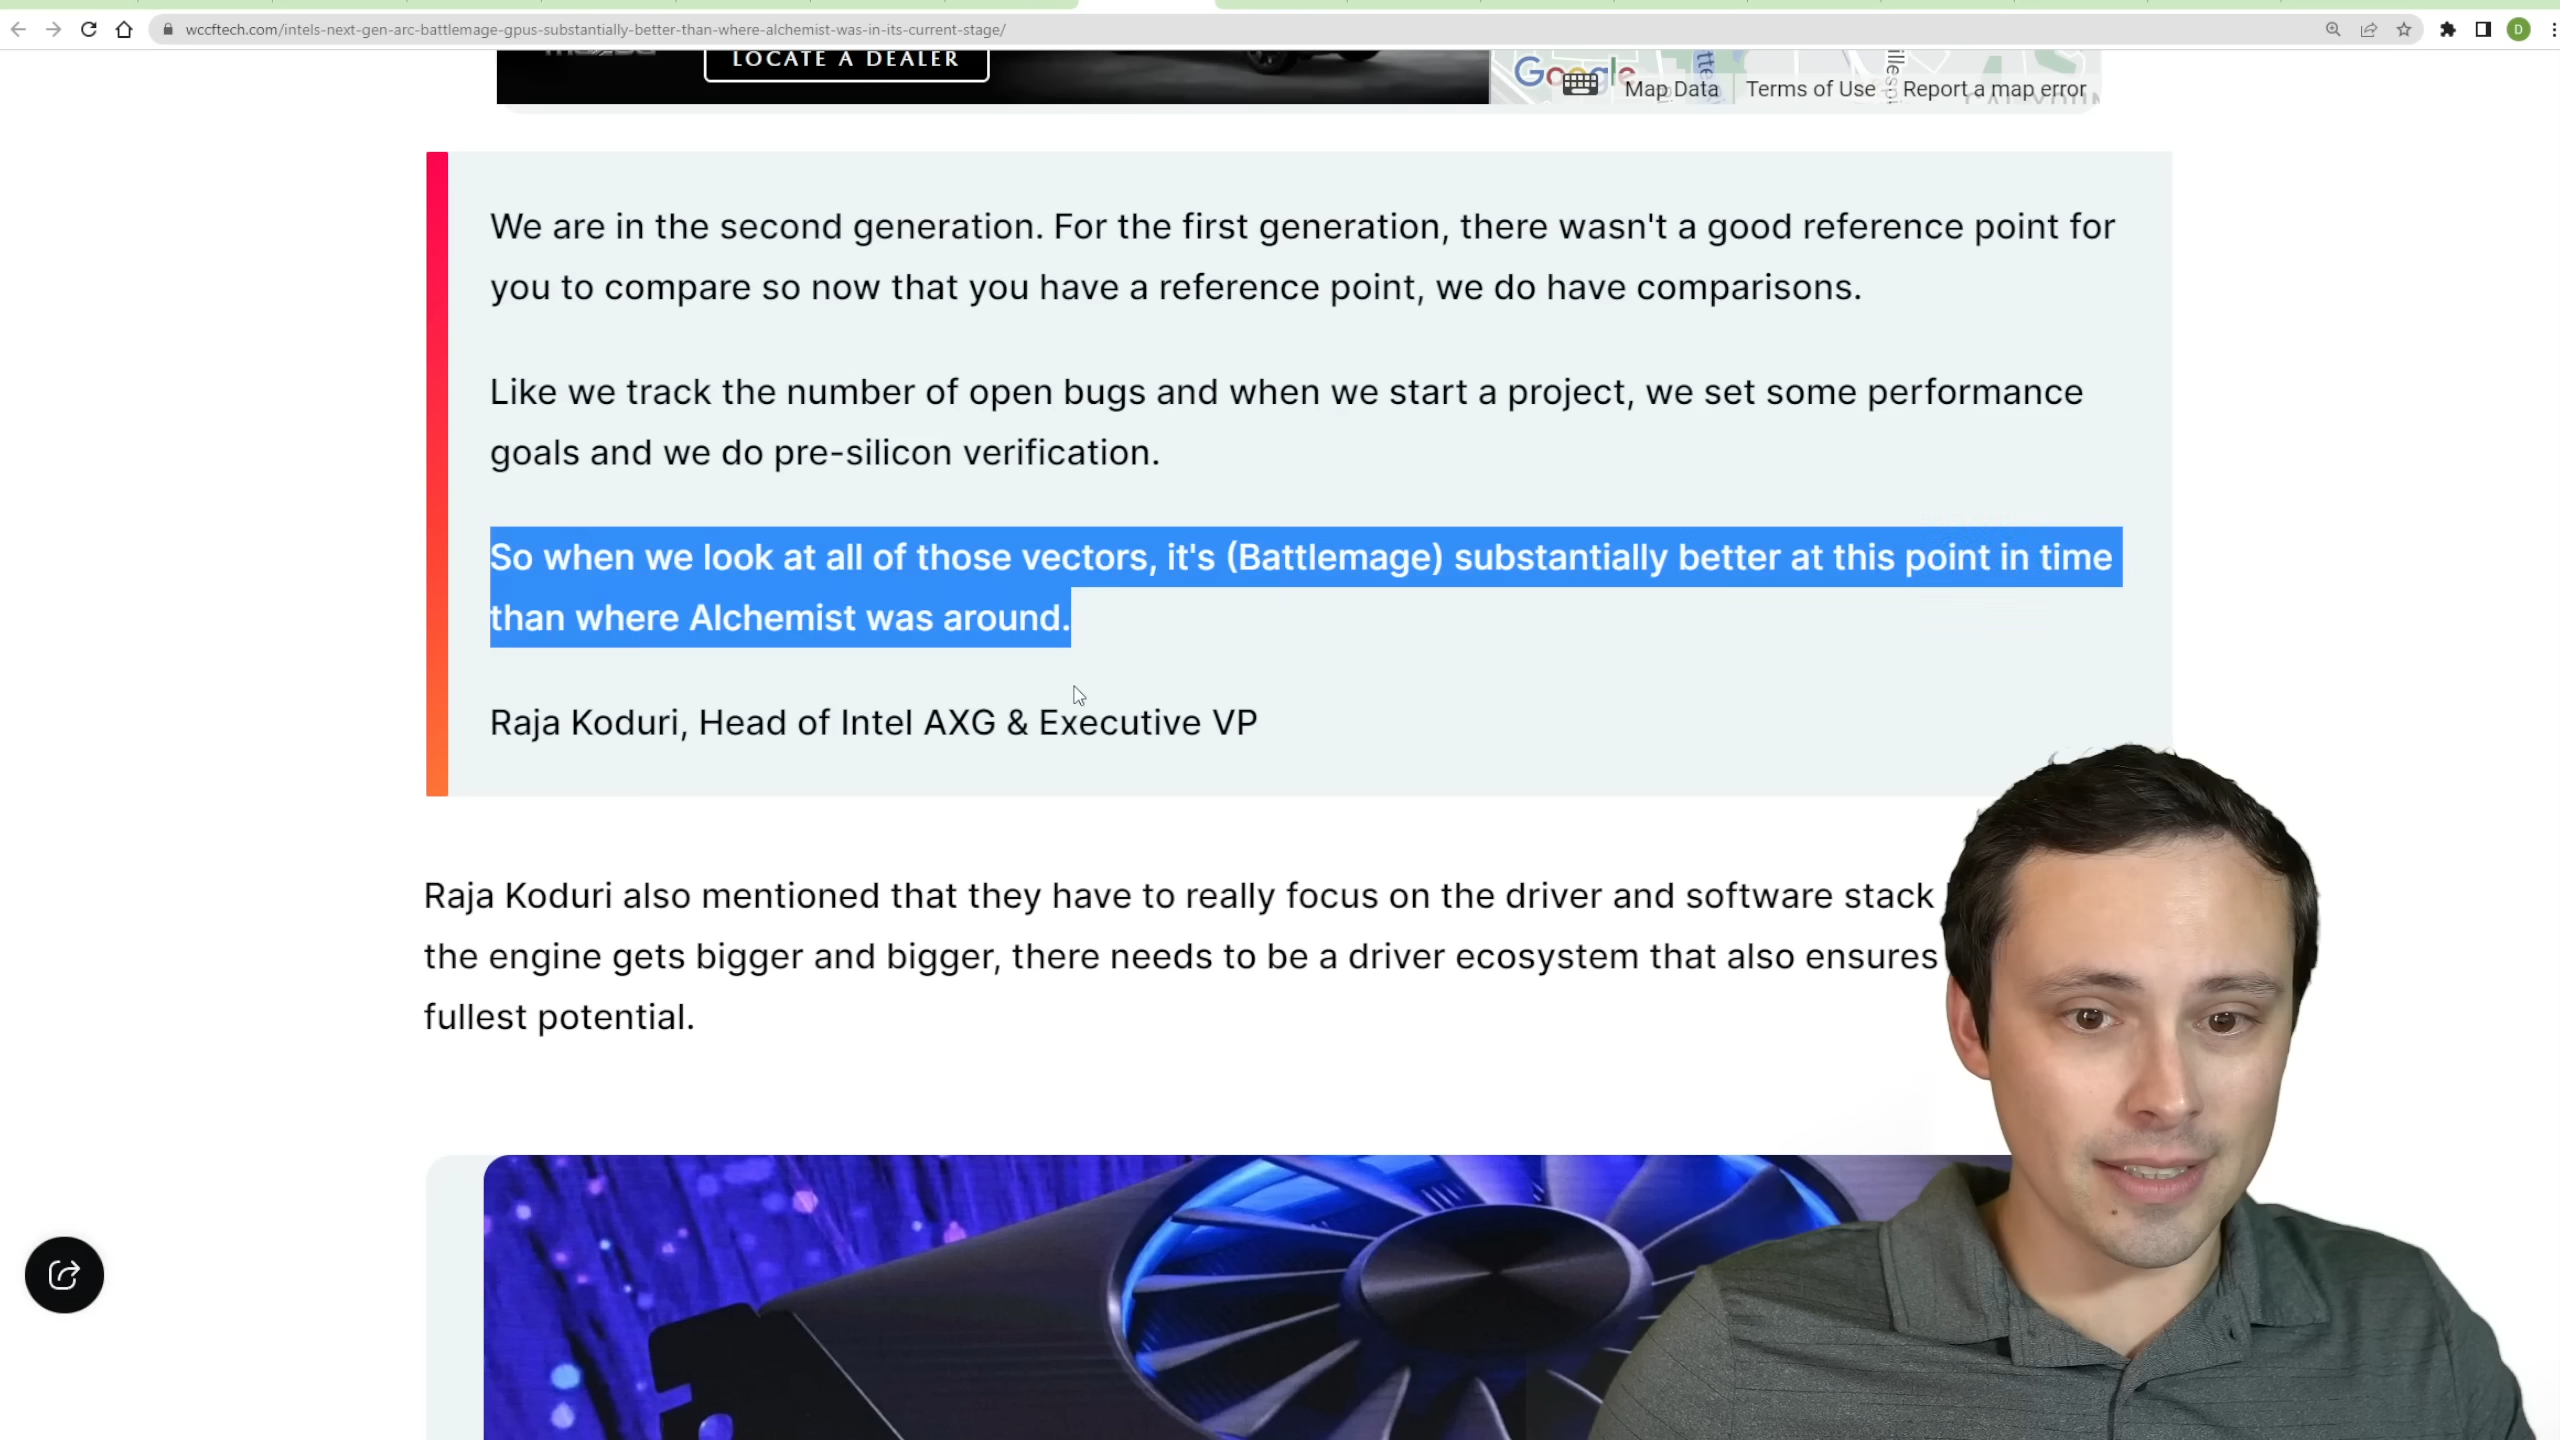 wccftech.com/intels-next-gen-arc-battlemage-gpus-substantially-better-than-where-alchemist-was-in-its-current-stage/
D
LOCATE A DEALER
Google
Map Data
Terms of Use
Report a map error
We are in the second generation. For the first generation, there wasn't a good reference point for
you to compare so now that you have a reference point, we do have comparisons.
Like we track the number of open bugs and when we start a project, we set some performance
goals and we do pre-silicon verification.
So when we look at all of those vectors, it's (Battlemage) substantially better at this point in time
than where Alchemist was around.
Raja Koduri, Head of Intel AXG & Executive VP
Raja Koduri also mentioned that they have to really focus on the driver and software stack
the engine gets bigger and bigger, there needs to be a driver ecosystem that also ensures
fullest potential.